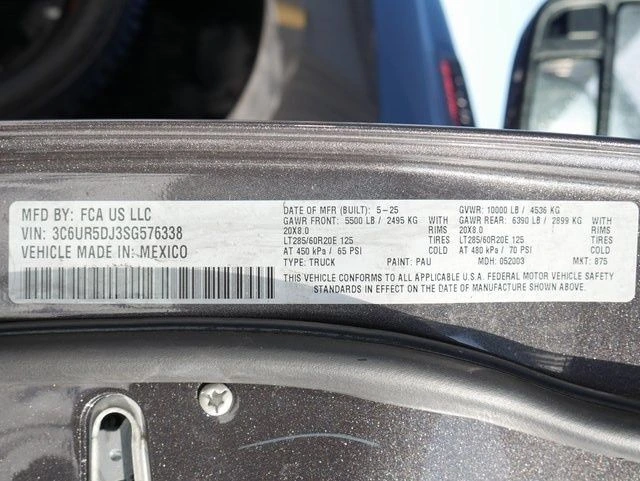 MFD BY: FCA US LLC
VIN: 3C6UR5DJ3SG576338
VEHICLE MADE IN: MEXICO
DATE OF MFR (BUILT): 5-25 GVWR: 10000 LB / 4536 KG
GAWR FRONT: 5500 LB / 2495 KG WITH GAWR REAR: 6390 LB / 2899 KG WITH
20X8.0 RIMS 20X8.0 RIMS
LT285/60R20E 125 TIRES LT285/60R20E 125 TIRES
AT 450 kPa / 65 PSI COLD AT 480 kPa / 70 PSI COLD
TYPE: TRUCK PAINT: PAU MDH: 052003 MKT: 875
THIS VEHICLE CONFORMS TO ALL APPLICABLE U.S.A. FEDERAL MOTOR VEHICLE SAFETY
STANDARDS IN EFFECT ON THE DATE OF MANUFACTURE SHOWN ABOVE.